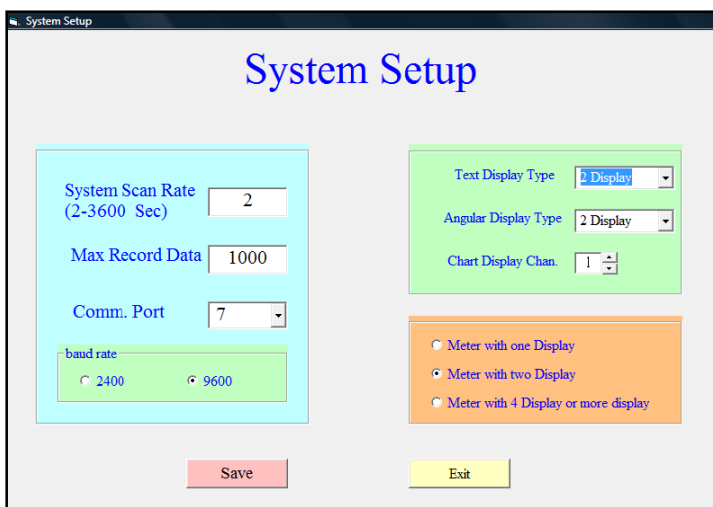 System Setup
System Setup
System Scan Rate
(2-3600 Sec)
2
Max Record Data
1000
Comm. Port
7
baud rate
2400
9600
Text Display Type
2 Display
Angular Display Type
2 Display
Chart Display Chan.
1
Meter with one Display
Meter with two Display
Meter with 4 Display or more display
Save
Exit